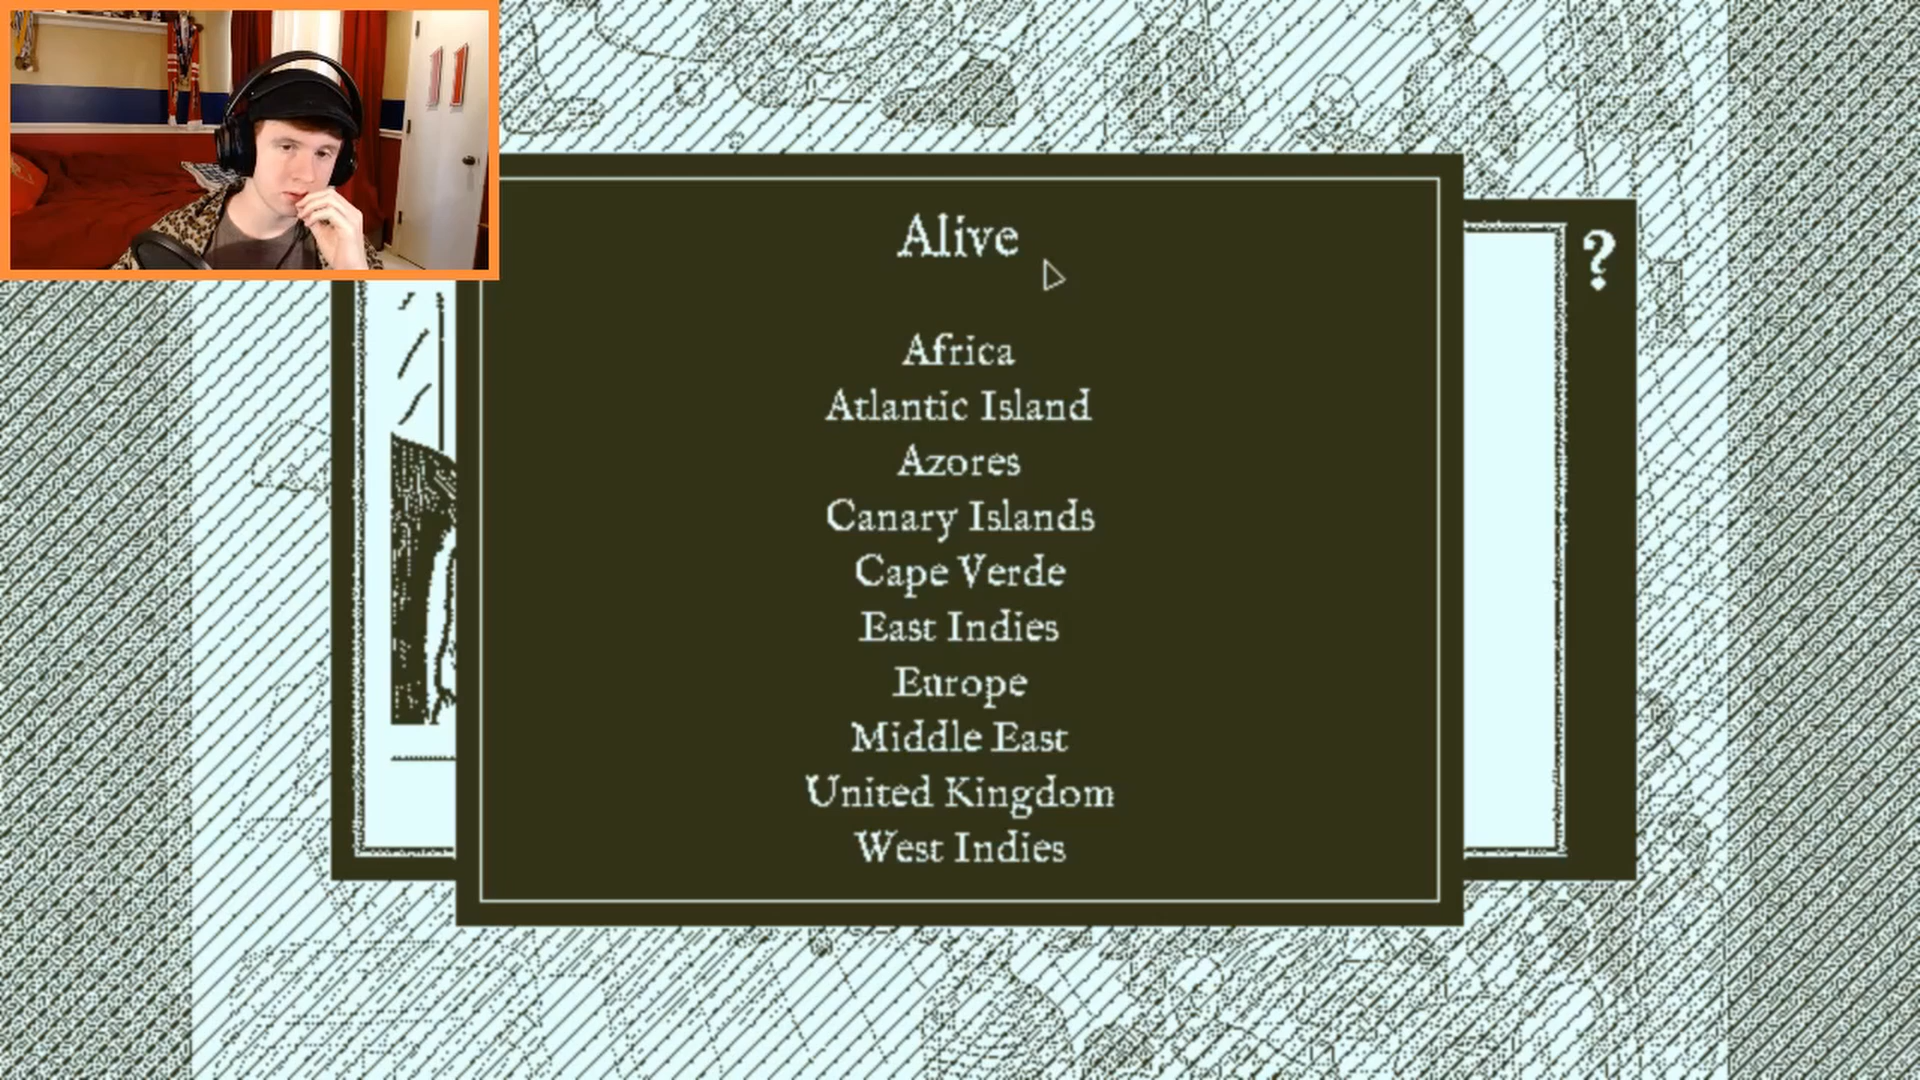 Alive
?
Africa
Atlantic Island
Azores
Canary Islands
Cape Verde
East Indies
Europe
Middle East
United Kingdom
West Indies